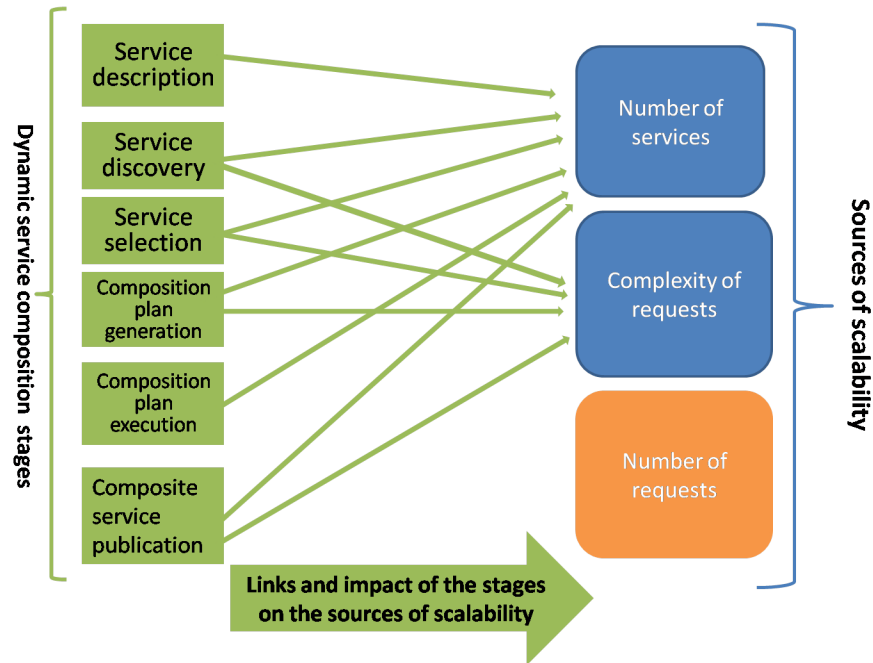 Dynamic service composition stages
Service
description
Service
discovery
Service
selection
Composition
plan
generation
Composition
plan
execution
Composite
service
publication
Number of
services
Complexity of
requests
Number of
requests
Sources of scalability
Links and impact of the stages
on the sources of scalability